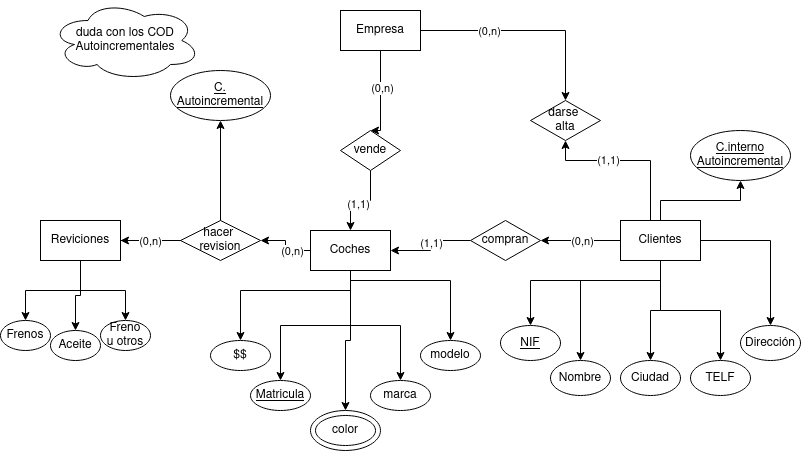 duda con los COD
Autoincrementales
Empresa
(0,n)
(0,n)
C.
Autoincremental
darse
alta
vende
(1,1)
C.interno
Autoincremental
(1,1)
Reviciones
(0,n)
hacer
revision
(0,n)
Coches
(1,1)
compran
(0,n)
Clientes
Frenos
Aceite
Freno
u otros
$$
Matricula
color
marca
modelo
NIF
Nombre
Ciudad
TELF
Dirección